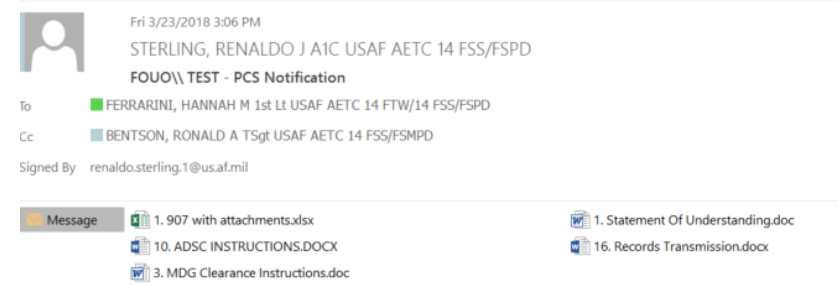 Fri 3/23/2018 3:06 PM
STERLING, RENALDO J A1C USAF AETC 14 FSS/FSPD
FOUO\\ TEST - PCS Notification
To FERRARINI, HANNAH M 1st Lt USAF AETC 14 FTW/14 FSS/FSPD
Cc BENTSON, RONALD A TSgt USAF AETC 14 FSS/FSMPD
Signed By renaldo.sterling.1@us.af.mil
Message 1. 907 with attachments.xlsx 1. Statement Of Understanding.doc
10. ADSC INSTRUCTIONS.DOCX 16. Records Transmission.docx
3. MDG Clearance Instructions.doc